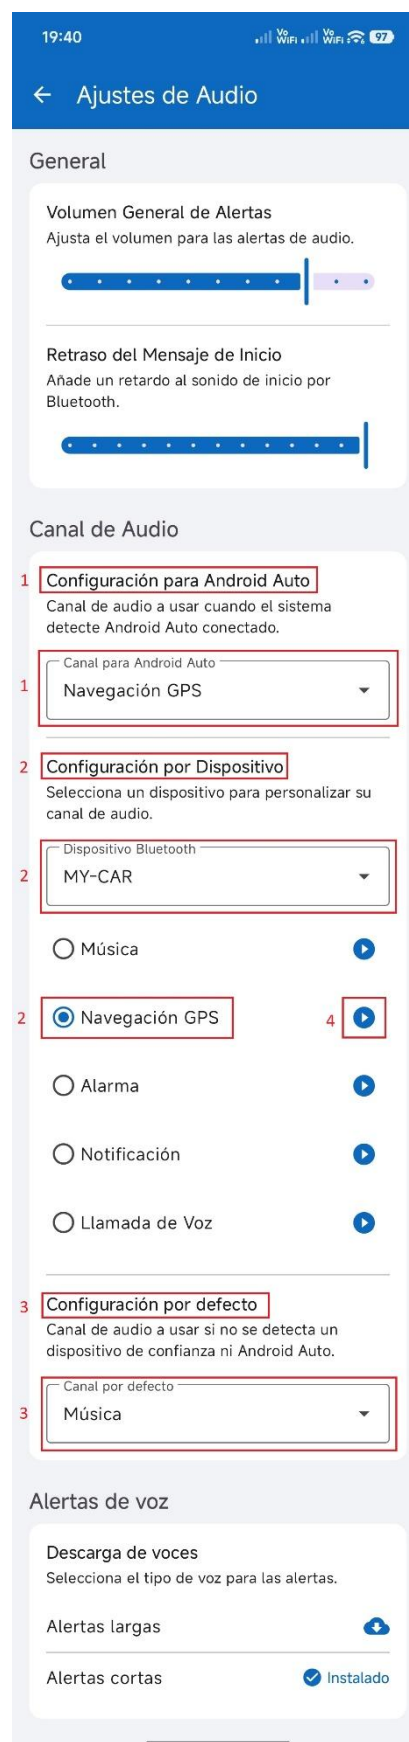 19:40
Vo WiFi Vo WiFi 97
Ajustes de Audio
General
Volumen General de Alertas
Ajusta el volumen para las alertas de audio.
Retraso del Mensaje de Inicio
Añade un retardo al sonido de inicio por
Bluetooth.
Canal de Audio
1 Configuración para Android Auto
Canal de audio a usar cuando el sistema
detecte Android Auto conectado.
Canal para Android Auto
1 Navegación GPS
2 Configuración por Dispositivo
Selecciona un dispositivo para personalizar su
canal de audio.
Dispositivo Bluetooth
2 MY-CAR
Música
2 Navegación GPS 4
Alarma
Notificación
Llamada de Voz
3 Configuración por defecto
Canal de audio a usar si no se detecta un
dispositivo de confianza ni Android Auto.
Canal por defecto
3 Música
Alertas de voz
Descarga de voces
Selecciona el tipo de voz para las alertas.
Alertas largas
Alertas cortas Instalado